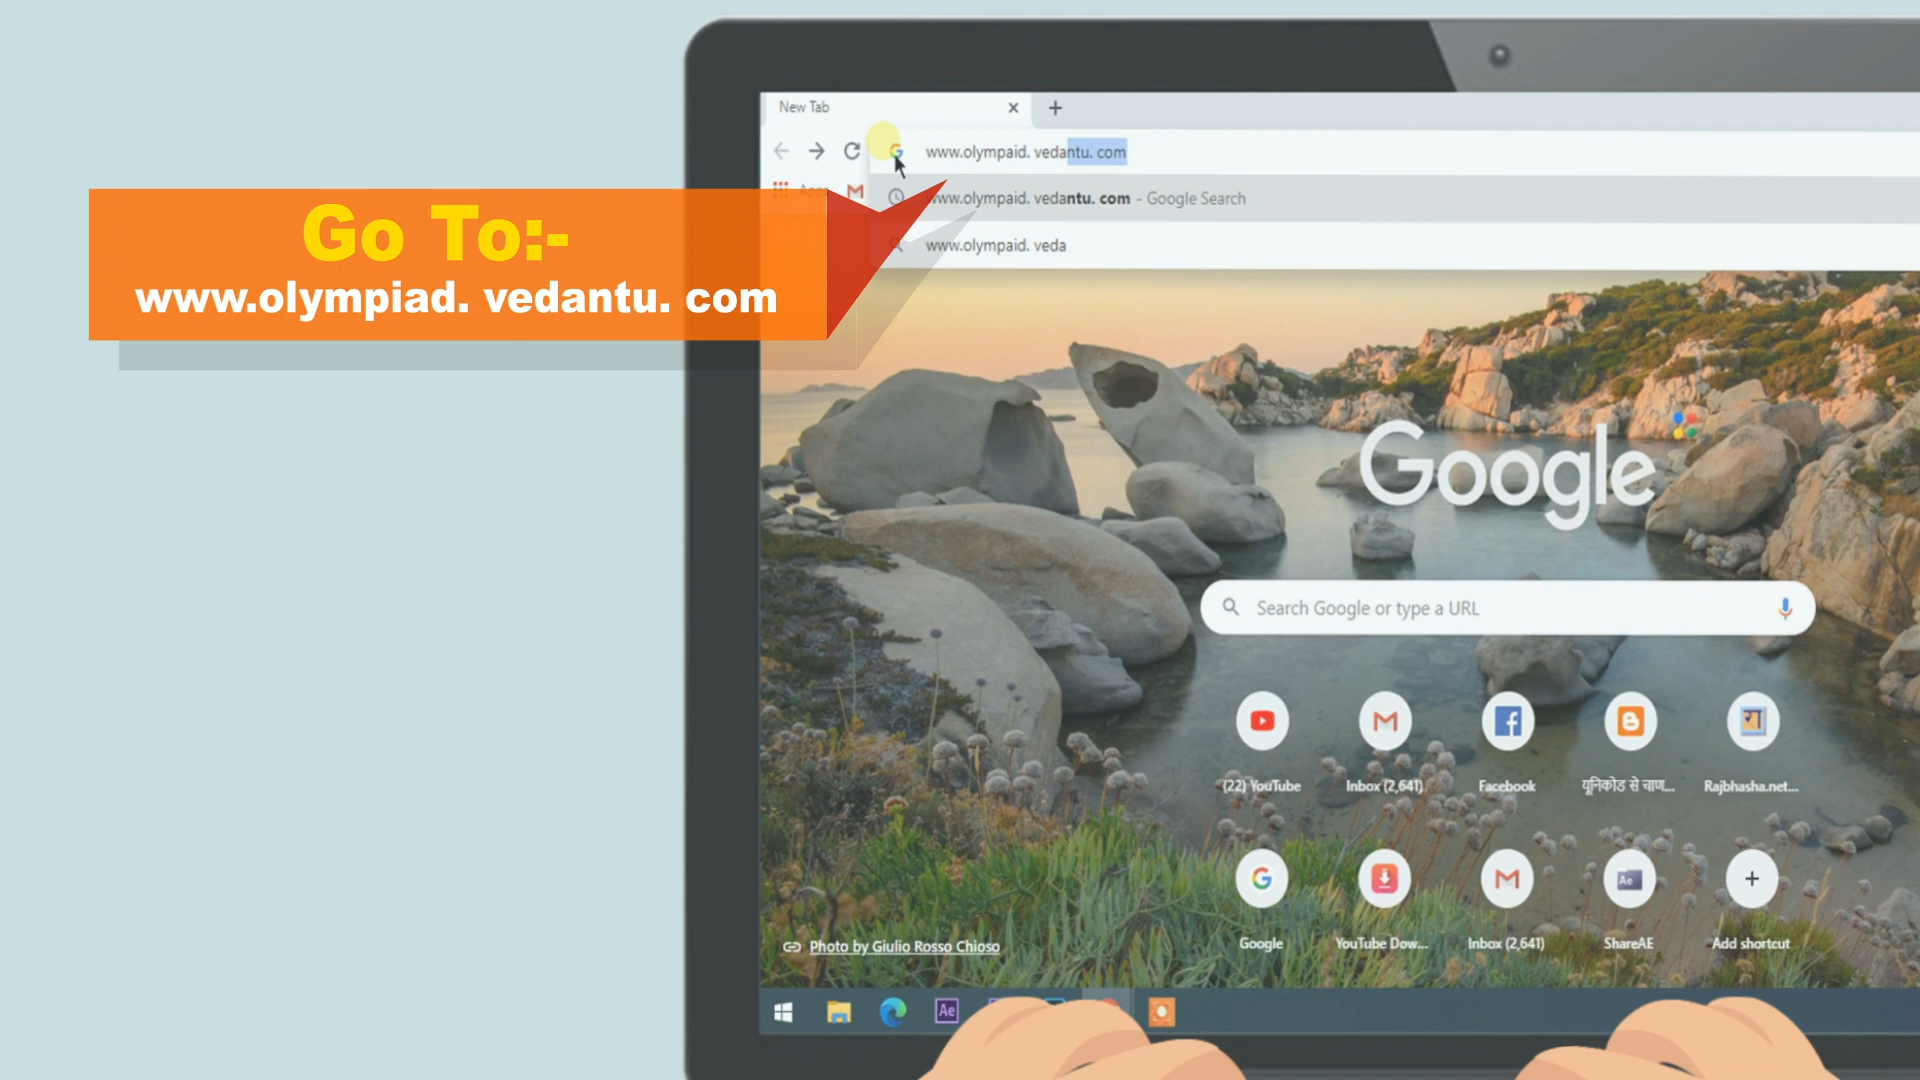 New Tab
www.olympaid. vedantu. com
Apps
www.olympaid. vedantu. com - Google Search
www.olympaid. veda
Go To:-
www.olympiad. vedantu. com
Google
Search Google or type a URL
(22) YouTube
Inbox (2,641)
Facebook
यूनिकोड से चाण...
Rajbhasha.net...
Google
YouTube Dow...
Inbox (2,641)
ShareAE
Add shortcut
Photo by Giulio Rosso Chioso
Ae